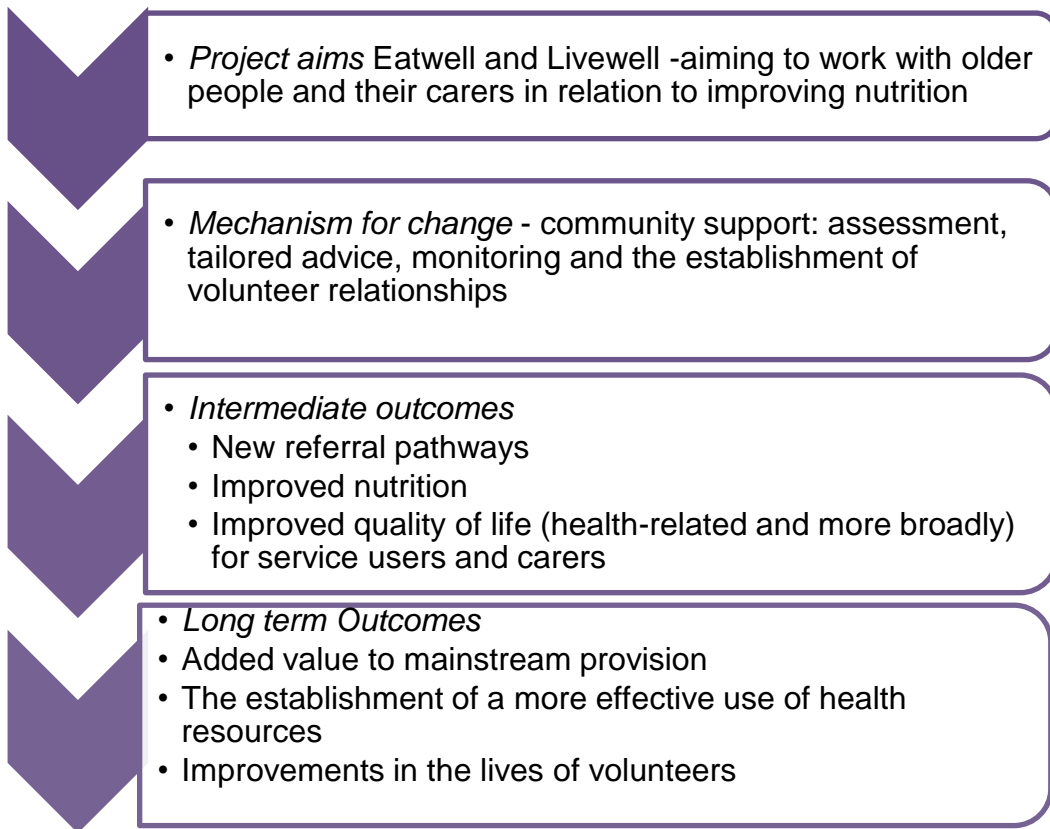 • Project aims Eatwell and Livewell -aiming to work with older
people and their carers in relation to improving nutrition
• Mechanism for change - community support: assessment,
tailored advice, monitoring and the establishment of
volunteer relationships
• Intermediate outcomes
• New referral pathways
• Improved nutrition
• Improved quality of life (health-related and more broadly)
for service users and carers
• Long term Outcomes
• Added value to mainstream provision
• The establishment of a more effective use of health
resources
• Improvements in the lives of volunteers